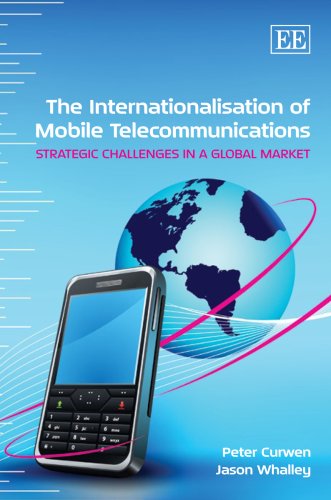 EE
The Internationalisation of
Mobile Telecommunications
STRATEGIC CHALLENGES IN A GLOBAL MARKET
Peter Curwen
Jason Whalley